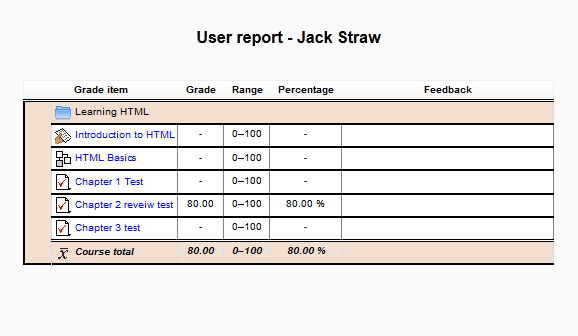 User report - Jack Straw
Grade item Grade Range Percentage Feedback
Learning HTML
Introduction to HTML - 0–100 -
HTML Basics - 0–100 -
Chapter 1 Test - 0–100 -
Chapter 2 reveiw test 80.00 0–100 80.00 %
Chapter 3 test - 0–100 -
x̅ Course total 80.00 0–100 80.00 %